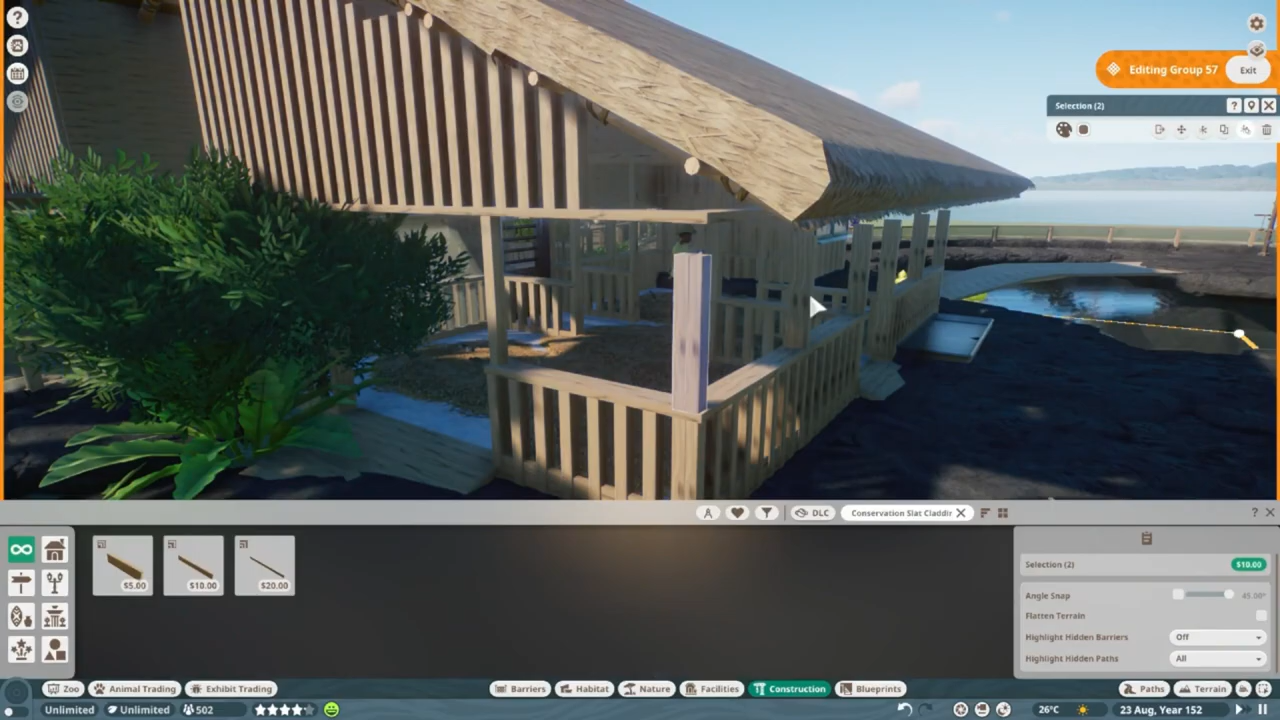 Editing Group 57
Exit
Selection (2)
DLC
Conservation Slat Claddir
$5.00
$10.00
$20.00
Selection (2)
$10.00
Angle Snap
45.00°
Flatten Terrain
Highlight Hidden Barriers
Off
Highlight Hidden Paths
All
Zoo
Animal Trading
Exhibit Trading
Barriers
Habitat
Nature
Facilities
Construction
Blueprints
Paths
Terrain
Unlimited
Unlimited
502
26°C
23 Aug, Year 152